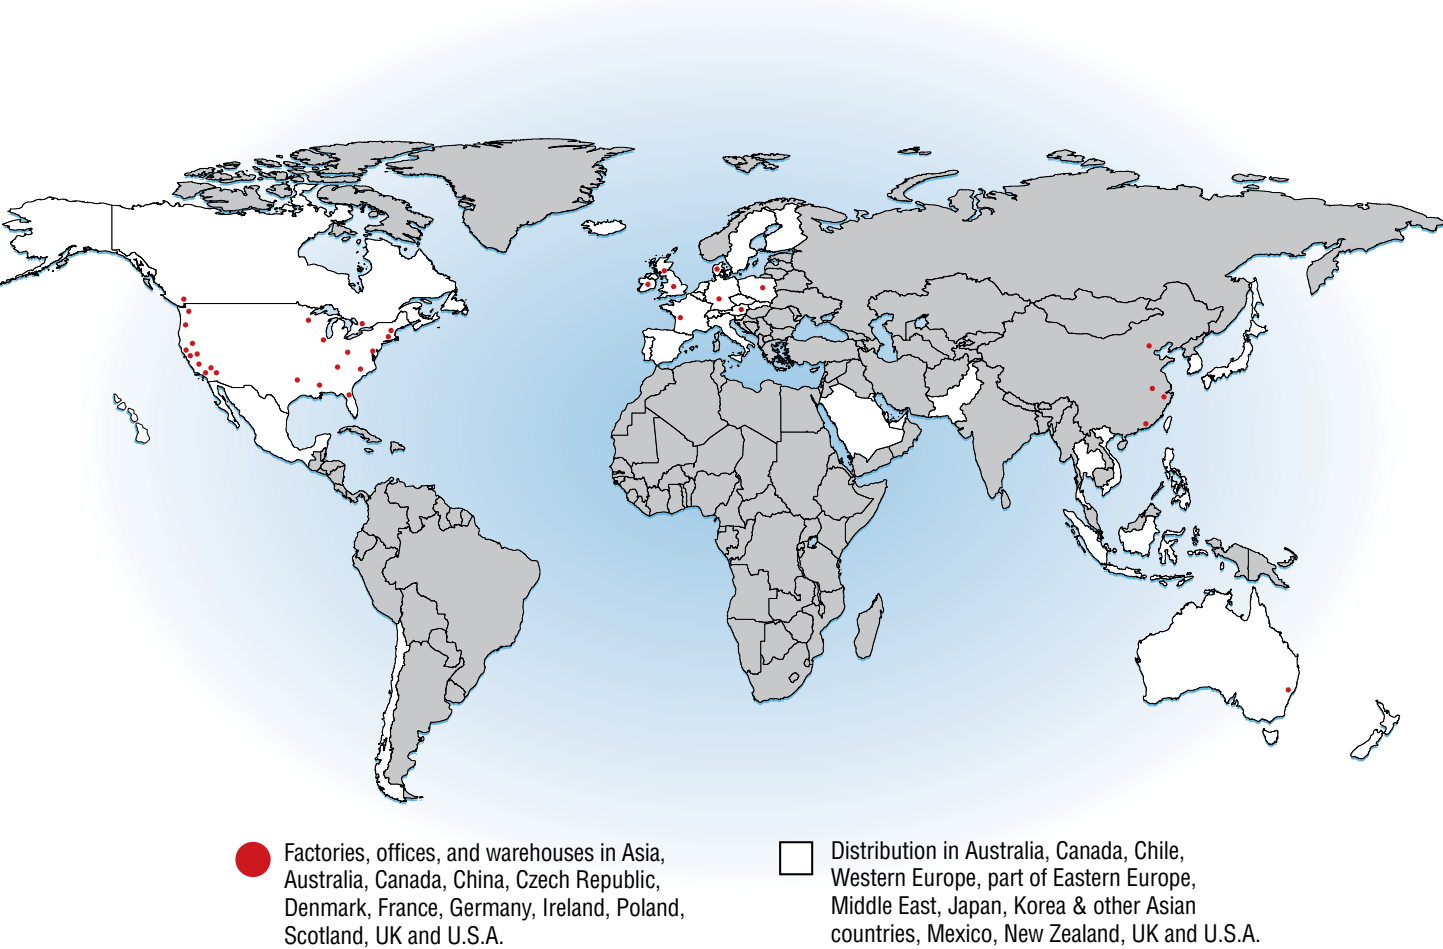 Factories, offices, and warehouses in Asia,
Australia, Canada, China, Czech Republic,
Denmark, France, Germany, Ireland, Poland,
Scotland, UK and U.S.A.
Distribution in Australia, Canada, Chile,
Western Europe, part of Eastern Europe,
Middle East, Japan, Korea & other Asian
countries, Mexico, New Zealand, UK and U.S.A.